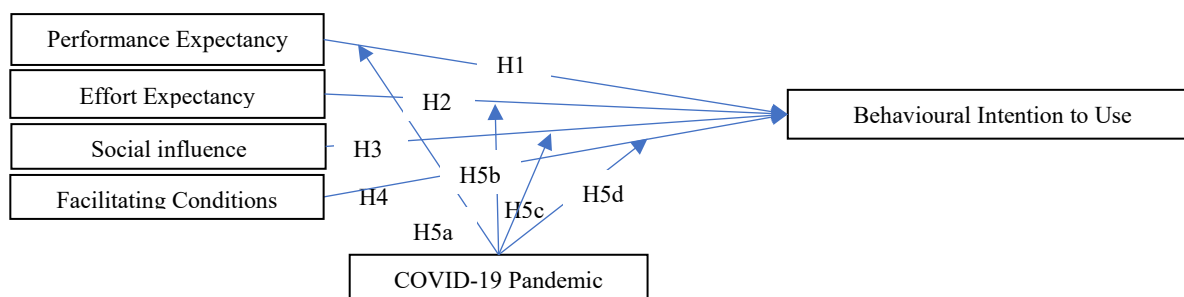 Performance Expectancy
H1
Effort Expectancy
H2
Behavioural Intention to Use
Social influence
H3
Facilitating Conditions
H4
H5b
H5c
H5d
H5a
COVID-19 Pandemic